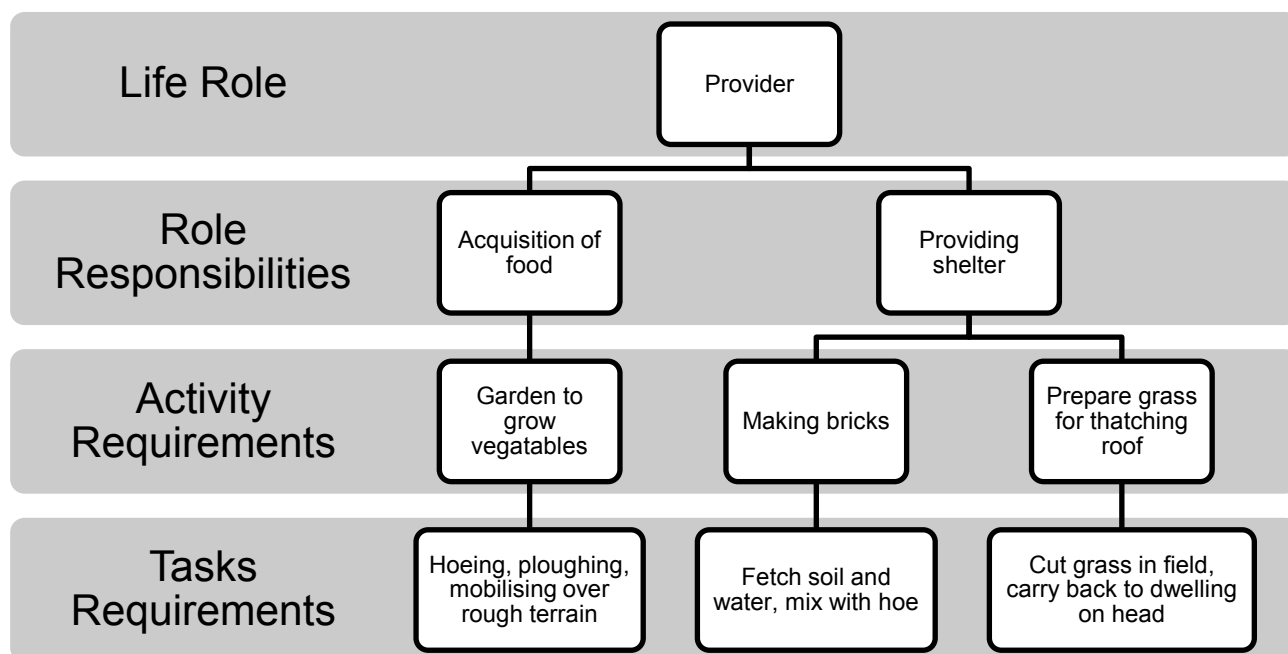 Life Role
Provider
Role
Responsibilities
Acquisition of
food
Providing
shelter
Activity
Requirements
Garden to
grow
vegatables
Making bricks
Prepare grass
for thatching
roof
Tasks
Requirements
Hoeing, ploughing,
mobilising over
rough terrain
Fetch soil and
water, mix with hoe
Cut grass in field,
carry back to dwelling
on head